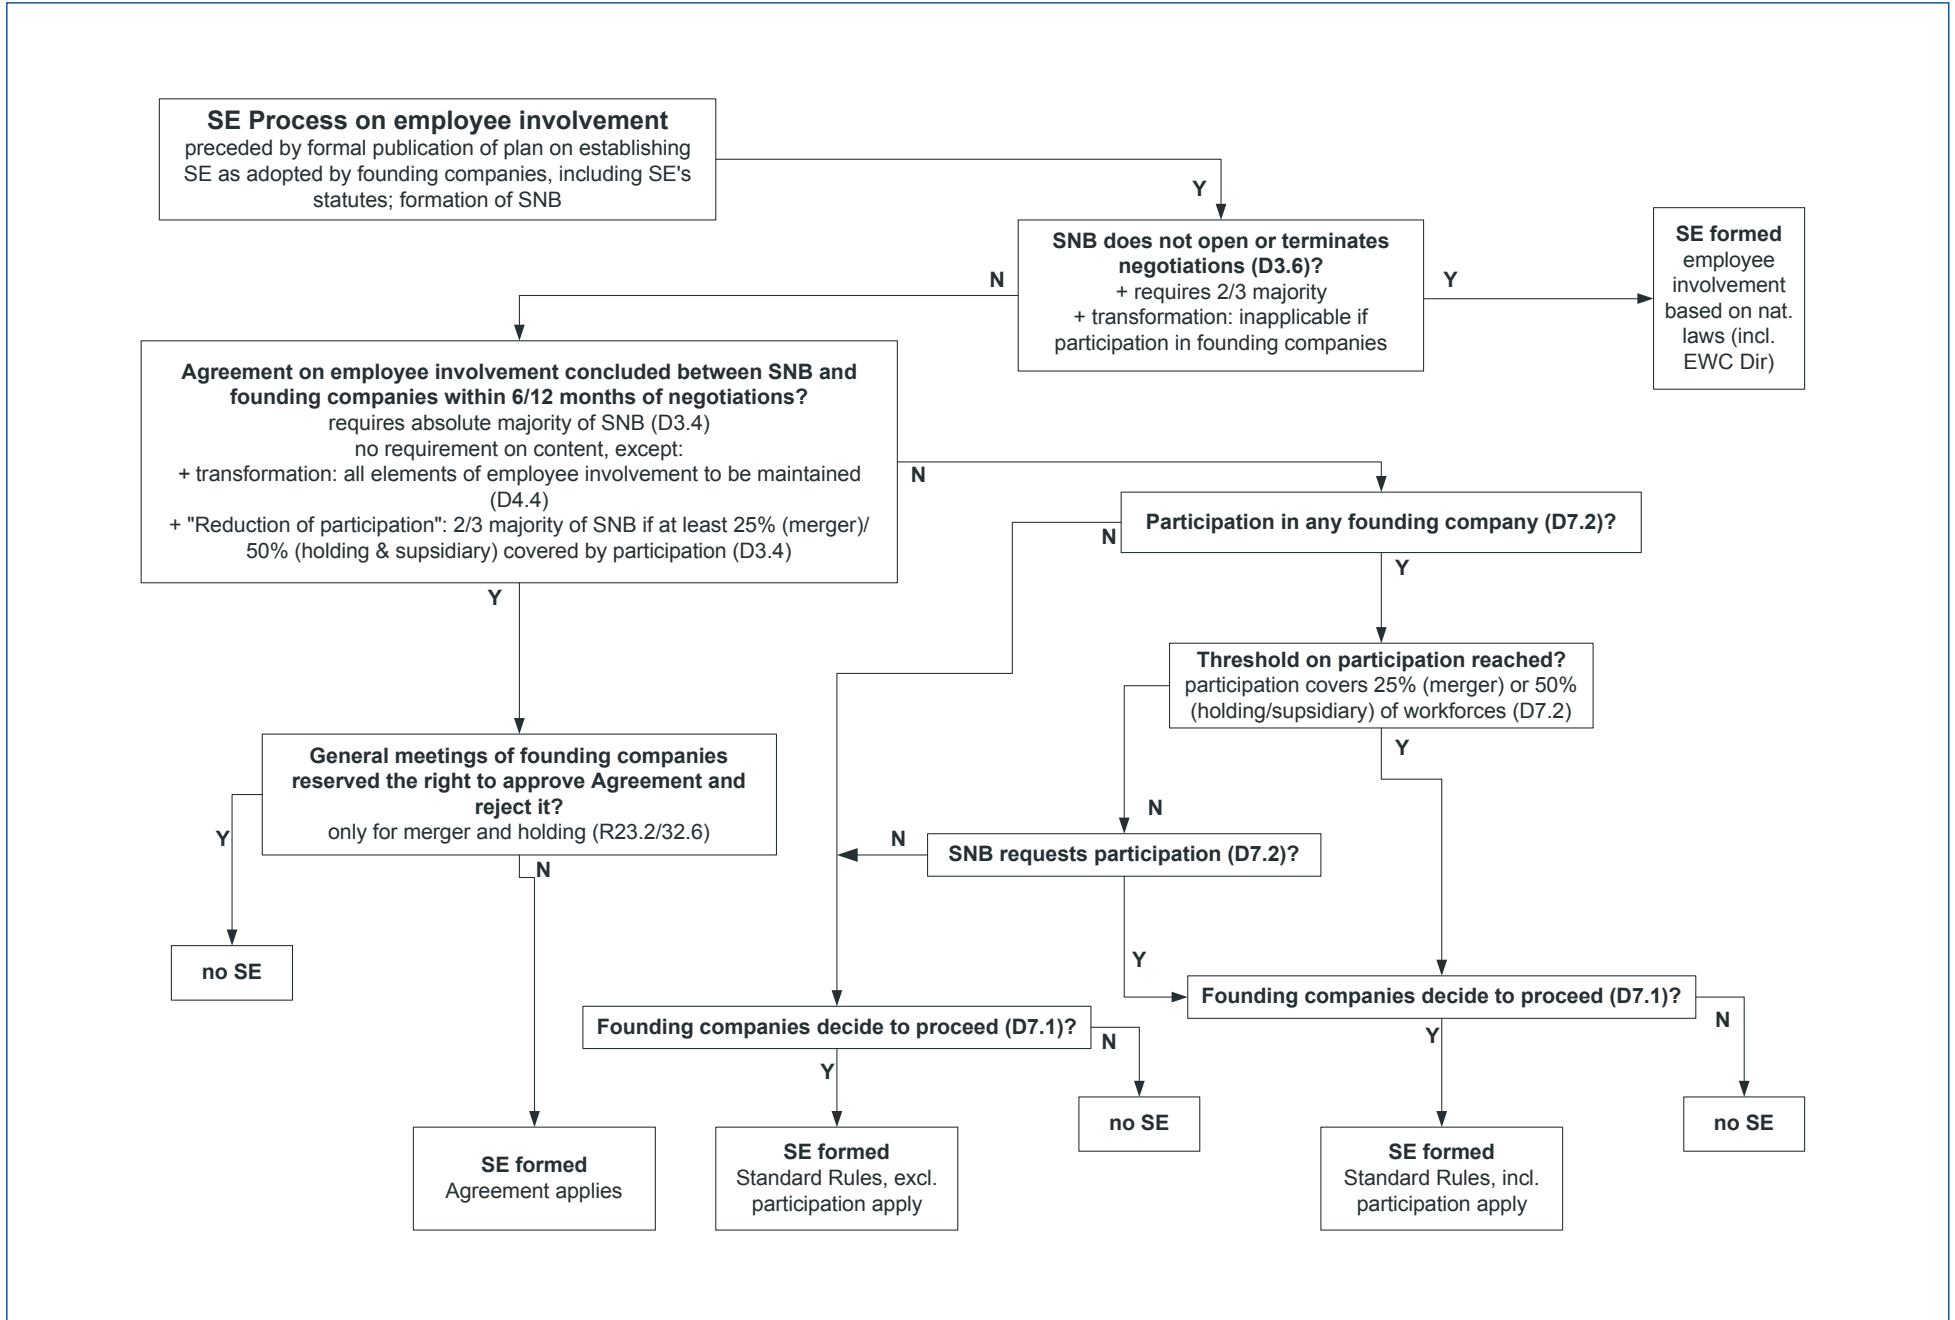 SE Process on employee involvement
preceded by formal publication of plan on establishing
SE as adopted by founding companies, including SE's
statutes; formation of SNB
Y
SNB does not open or terminates
negotiations (D3.6)?
+ requires 2/3 majority
+ transformation: inapplicable if
participation in founding companies
N
Y
SE formed
employee
involvement
based on nat.
laws (incl.
EWC Dir)
Agreement on employee involvement concluded between SNB and
founding companies within 6/12 months of negotiations?
requires absolute majority of SNB (D3.4)
no requirement on content, except:
+ transformation: all elements of employee involvement to be maintained
(D4.4)
+ "Reduction of participation": 2/3 majority of SNB if at least 25% (merger)/
50% (holding & supsidiary) covered by participation (D3.4)
N
Y
Participation in any founding company (D7.2)?
N
Y
Threshold on participation reached?
participation covers 25% (merger) or 50%
(holding/supsidiary) of workforces (D7.2)
N
Y
General meetings of founding companies
reserved the right to approve Agreement and
reject it?
only for merger and holding (R23.2/32.6)
Y
N
SNB requests participation (D7.2)?
N
Y
no SE
Founding companies decide to proceed (D7.1)?
N
Y
Founding companies decide to proceed (D7.1)?
N
Y
no SE
no SE
SE formed
Agreement applies
SE formed
Standard Rules, excl.
participation apply
SE formed
Standard Rules, incl.
participation apply